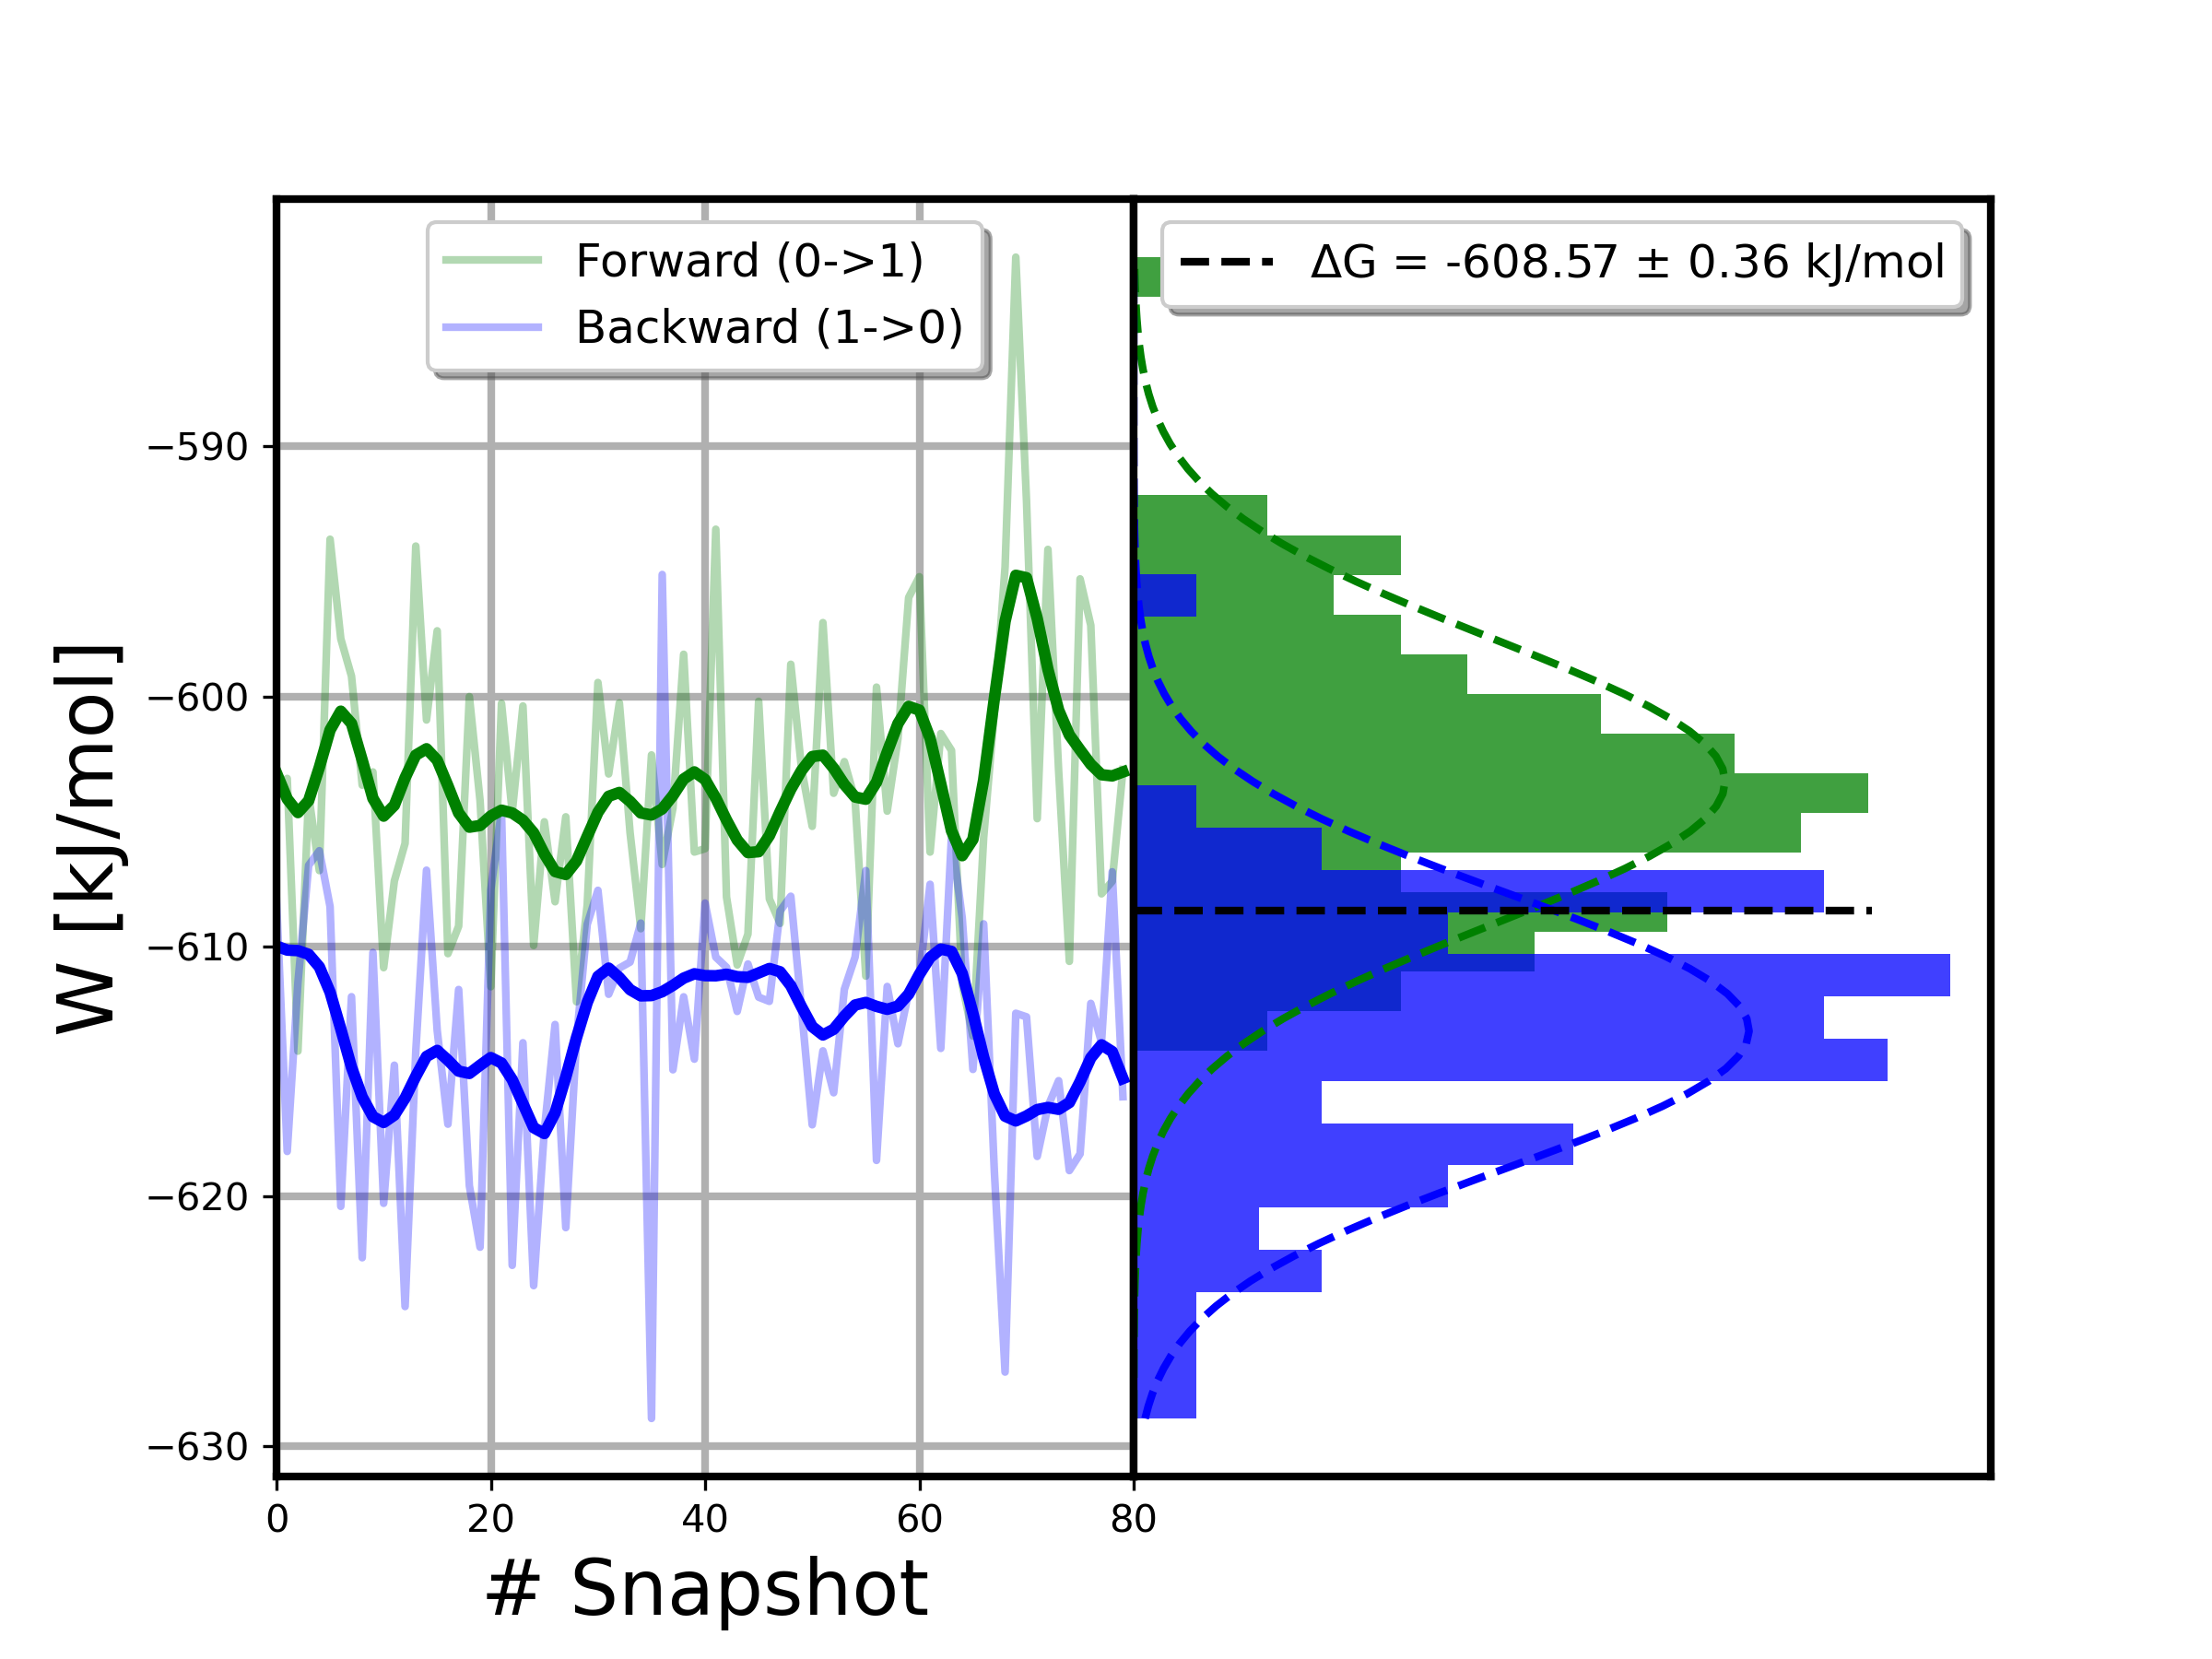 Forward (0->1)
Backward (1->0)
ΔG = -608.57 ± 0.36 kJ/mol
W [kJ/mol]
−590
−600
−610
−620
−630
0 20 40 60 80
# Snapshot